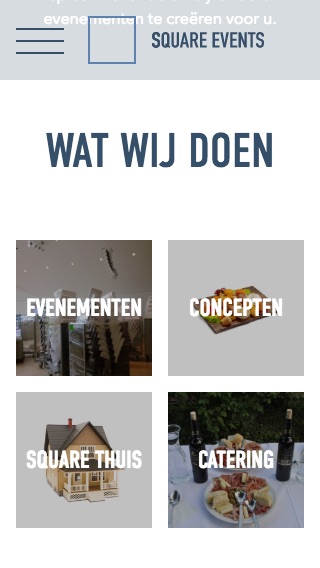 evenementen te creëren voor u.
SQUARE EVENTS
WAT WIJ DOEN
EVENEMENTEN
CONCEPTEN
SQUARE THUIS
CATERING